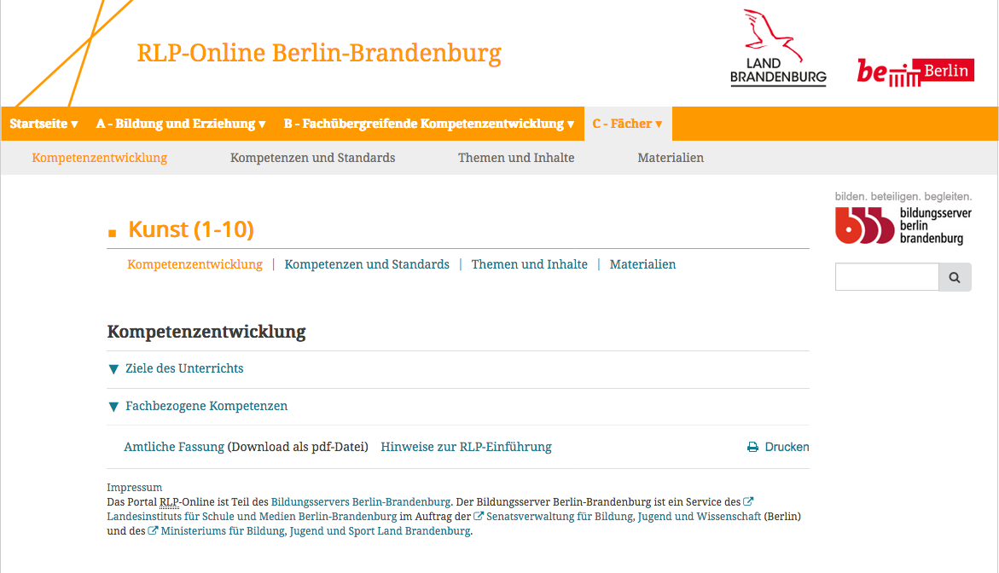 RLP-Online Berlin-Brandenburg
LAND
BRANDENBURG
be Berlin
Startseite ▾ A - Bildung und Erziehung ▾ B - Fachübergreifende Kompetenzentwicklung ▾ C - Fächer ▾
Kompetenzentwicklung Kompetenzen und Standards Themen und Inhalte Materialien
bilden. beteiligen. begleiten.
bbb bildungsserver
berlin
brandenburg
Kunst (1-10)
Kompetenzentwicklung | Kompetenzen und Standards | Themen und Inhalte | Materialien
Kompetenzentwicklung
▼ Ziele des Unterrichts
▼ Fachbezogene Kompetenzen
Amtliche Fassung (Download als pdf-Datei) Hinweise zur RLP-Einführung Drucken
Impressum
Das Portal RLP-Online ist Teil des Bildungsservers Berlin-Brandenburg. Der Bildungsserver Berlin-Brandenburg ist ein Service des
Landesinstituts für Schule und Medien Berlin-Brandenburg im Auftrag der Senatsverwaltung für Bildung, Jugend und Wissenschaft (Berlin)
und des Ministeriums für Bildung, Jugend und Sport Land Brandenburg.